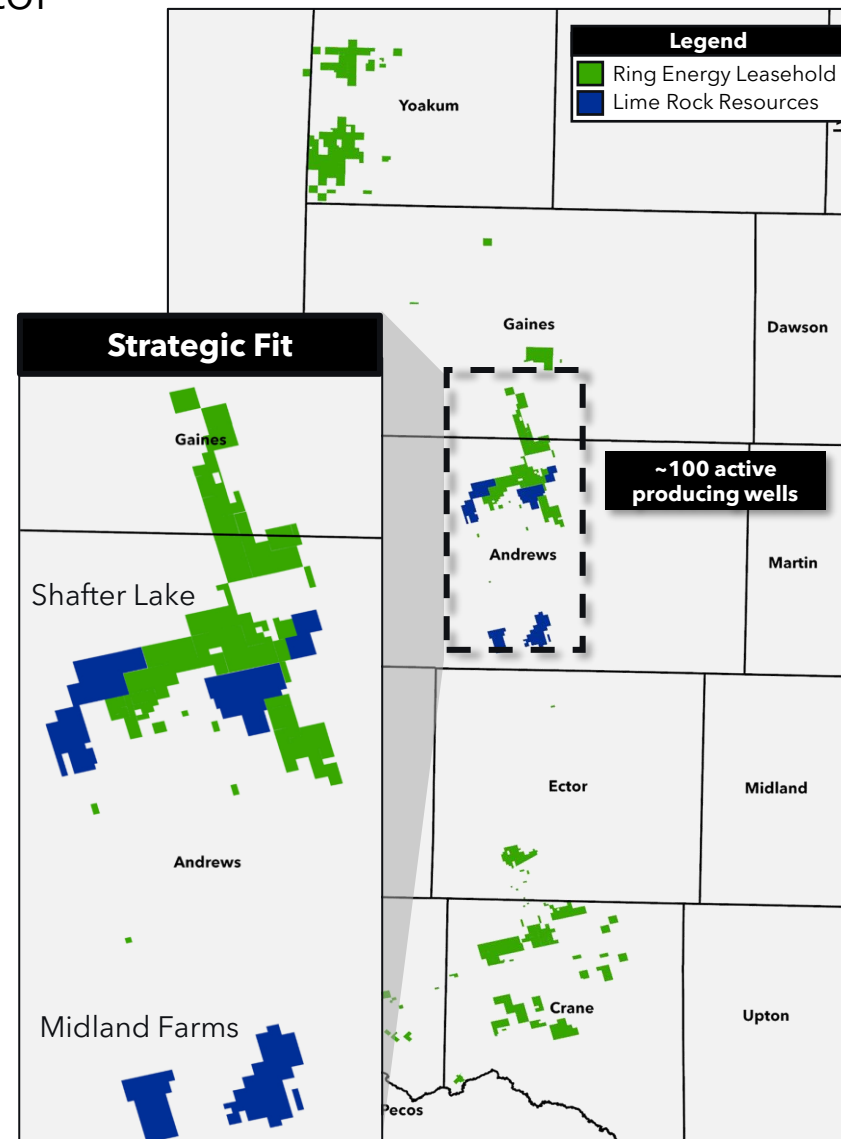 Legend
Ring Energy Leasehold
Lime Rock Resources
Yoakum
Gaines
Dawson
Strategic Fit
Gaines
~100 active
producing wells
Andrews
Martin
Shafter Lake
Ector
Midland
Andrews
Midland Farms
Crane
Upton
Pecos